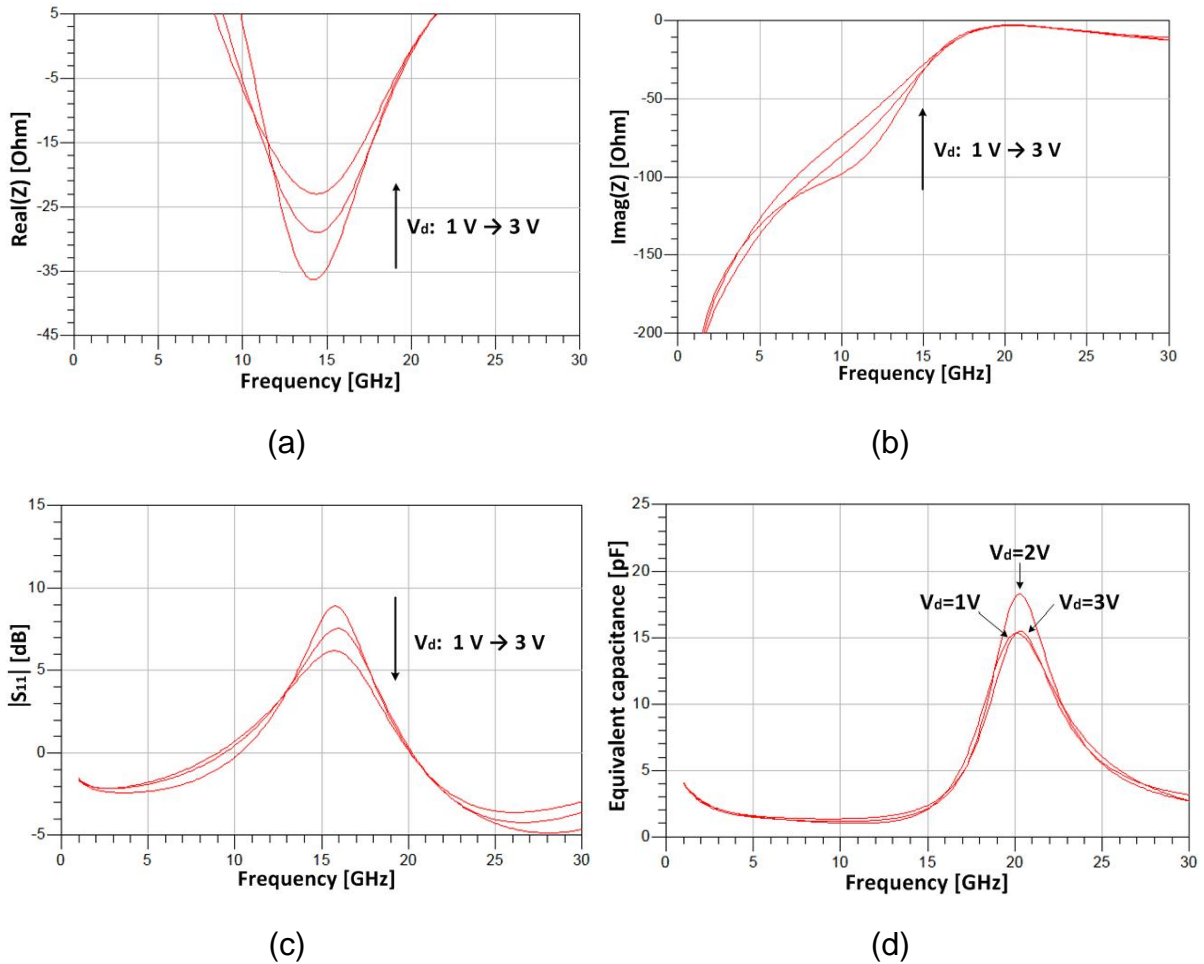 5
-5
-15
-25
-35
-45
0 5 10 15 20 25 30
Real(Z) [Ohm]
Frequency [GHz]
Vd: 1 V → 3 V
(a)
0
-50
-100
-150
-200
0 5 10 15 20 25 30
Imag(Z) [Ohm]
Frequency [GHz]
Vd: 1 V → 3 V
(b)
15
10
5
0
-5
0 5 10 15 20 25 30
|S11| [dB]
Frequency [GHz]
Vd: 1 V → 3 V
(c)
25
20
15
10
5
0
0 5 10 15 20 25 30
Equivalent capacitance [pF]
Frequency [GHz]
Vd=2V
Vd=1V Vd=3V
(d)